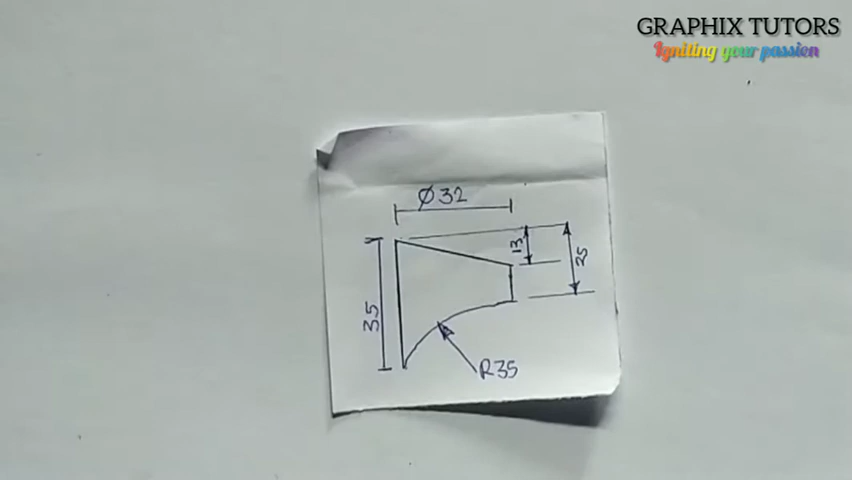 GRAPHIX TUTORS
Igniting your passion
Ø32
13
25
35
R35